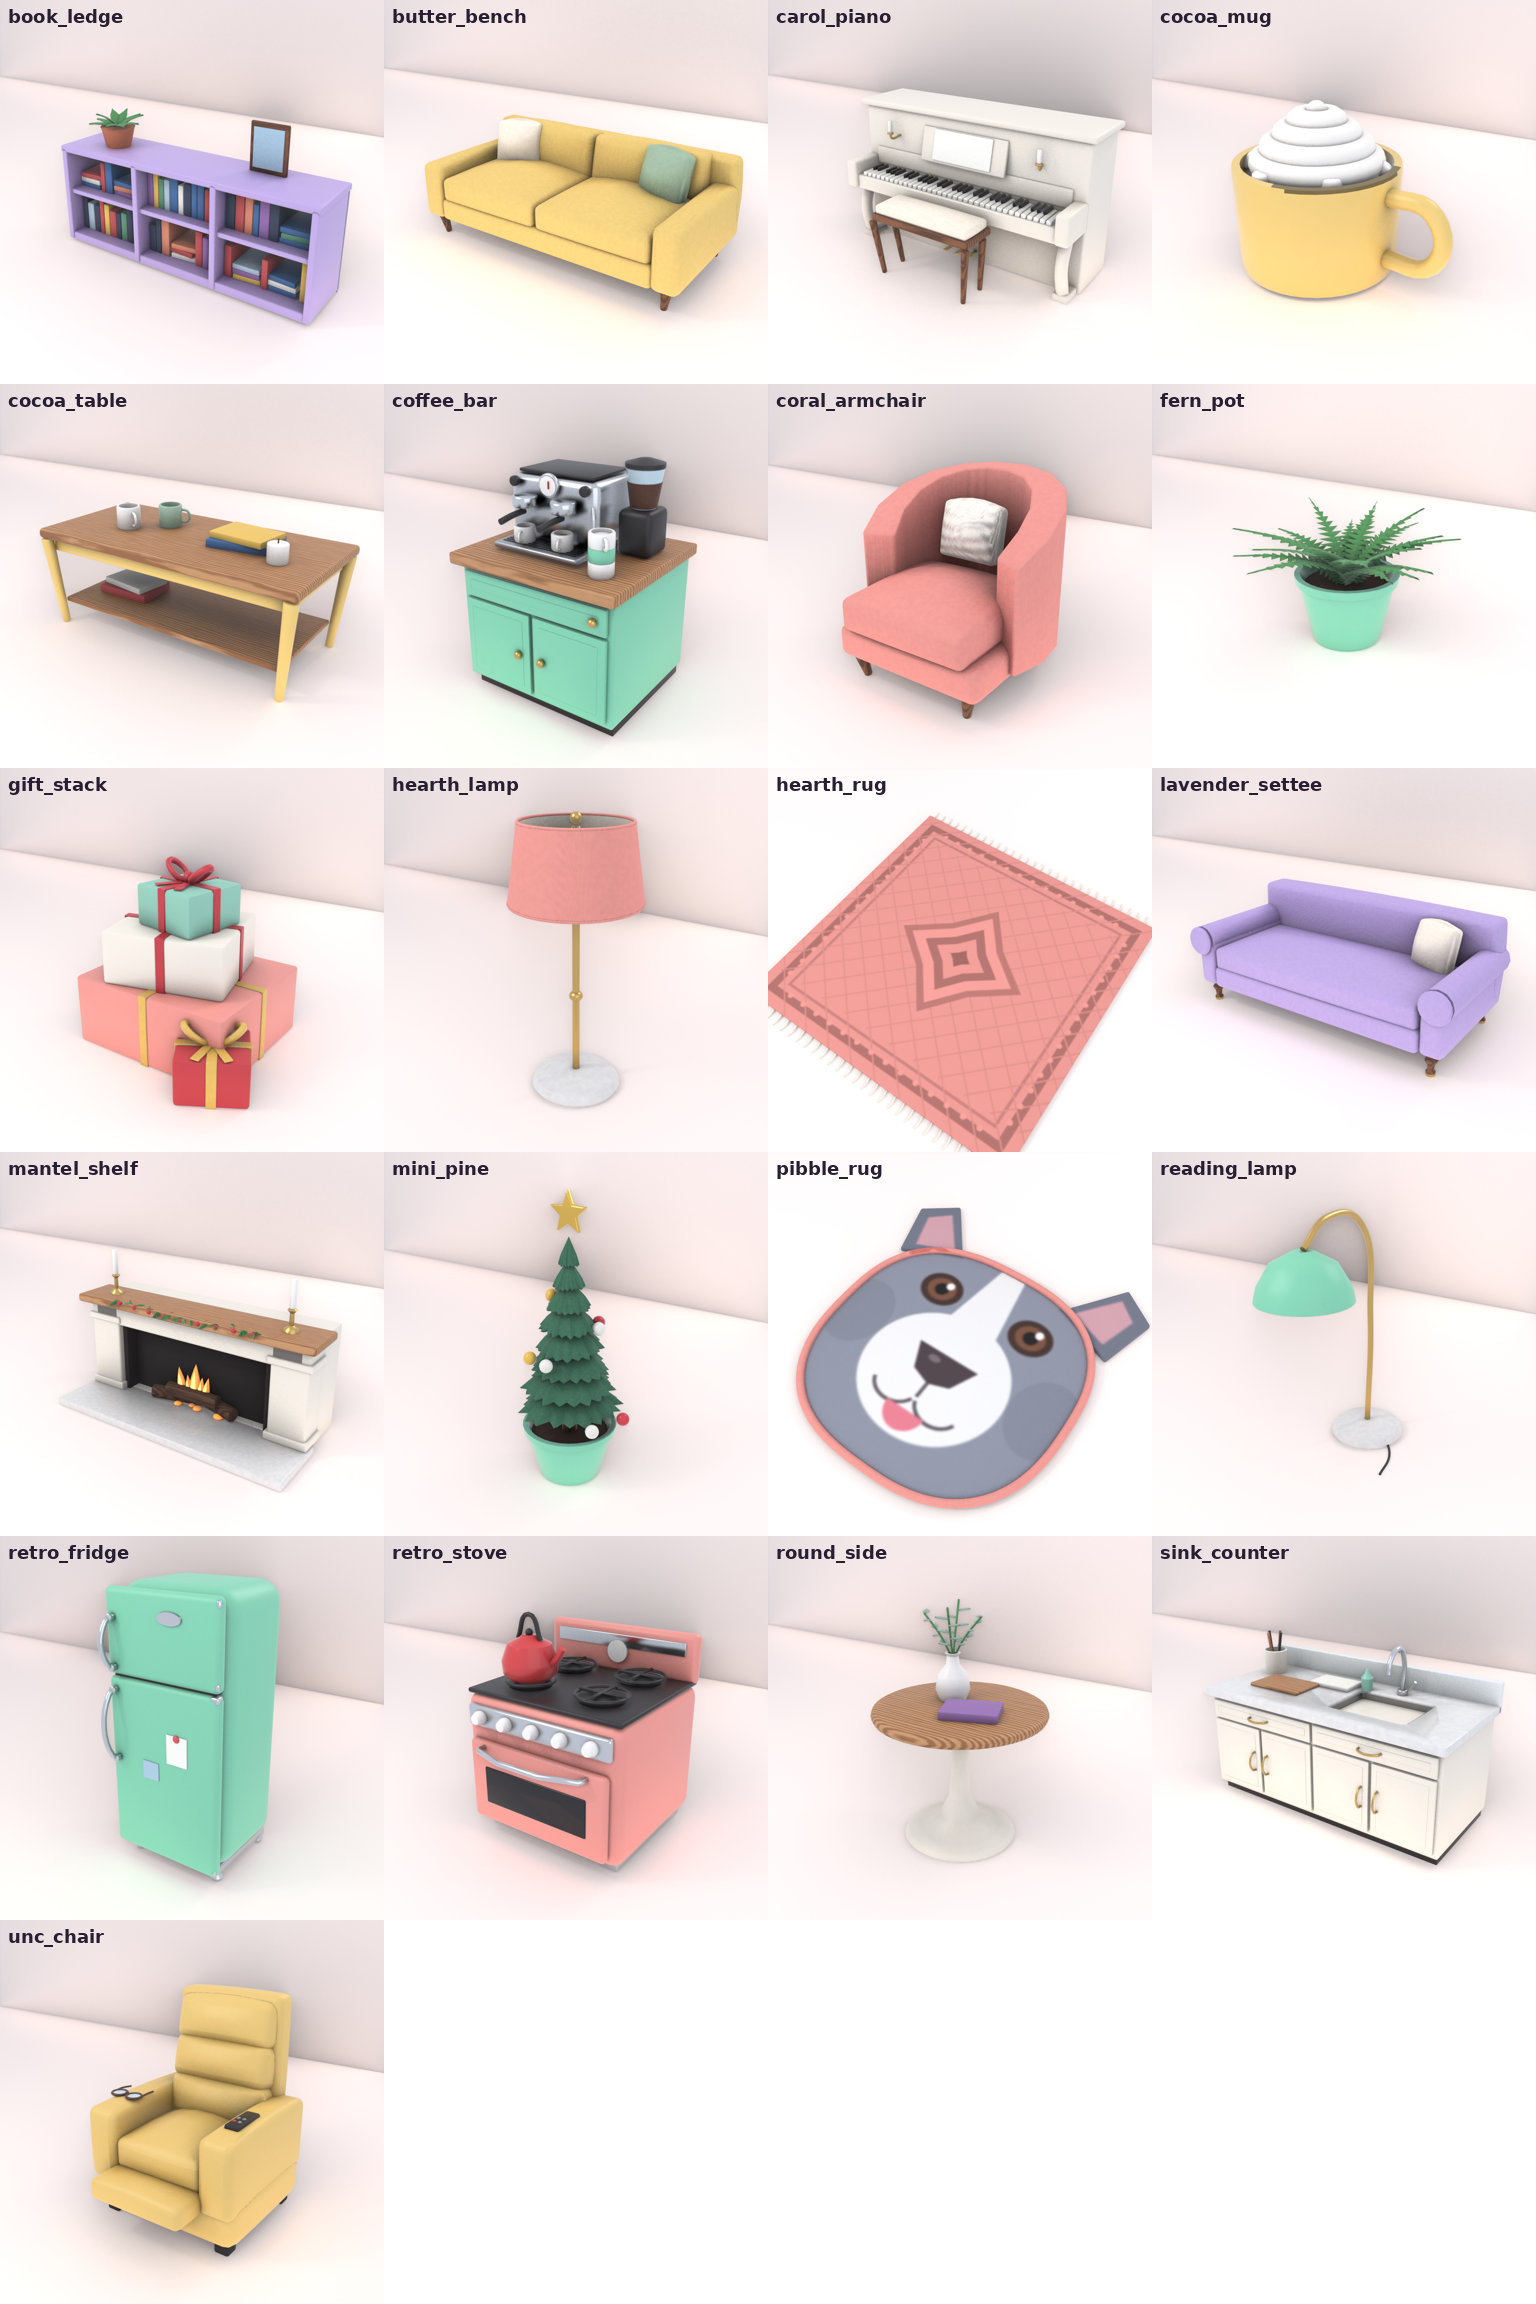 book_ledge
butter_bench
carol_piano
cocoa_mug
cocoa_table
coffee_bar
coral_armchair
fern_pot
gift_stack
hearth_lamp
hearth_rug
lavender_settee
mantel_shelf
mini_pine
pibble_rug
reading_lamp
retro_fridge
retro_stove
round_side
sink_counter
unc_chair